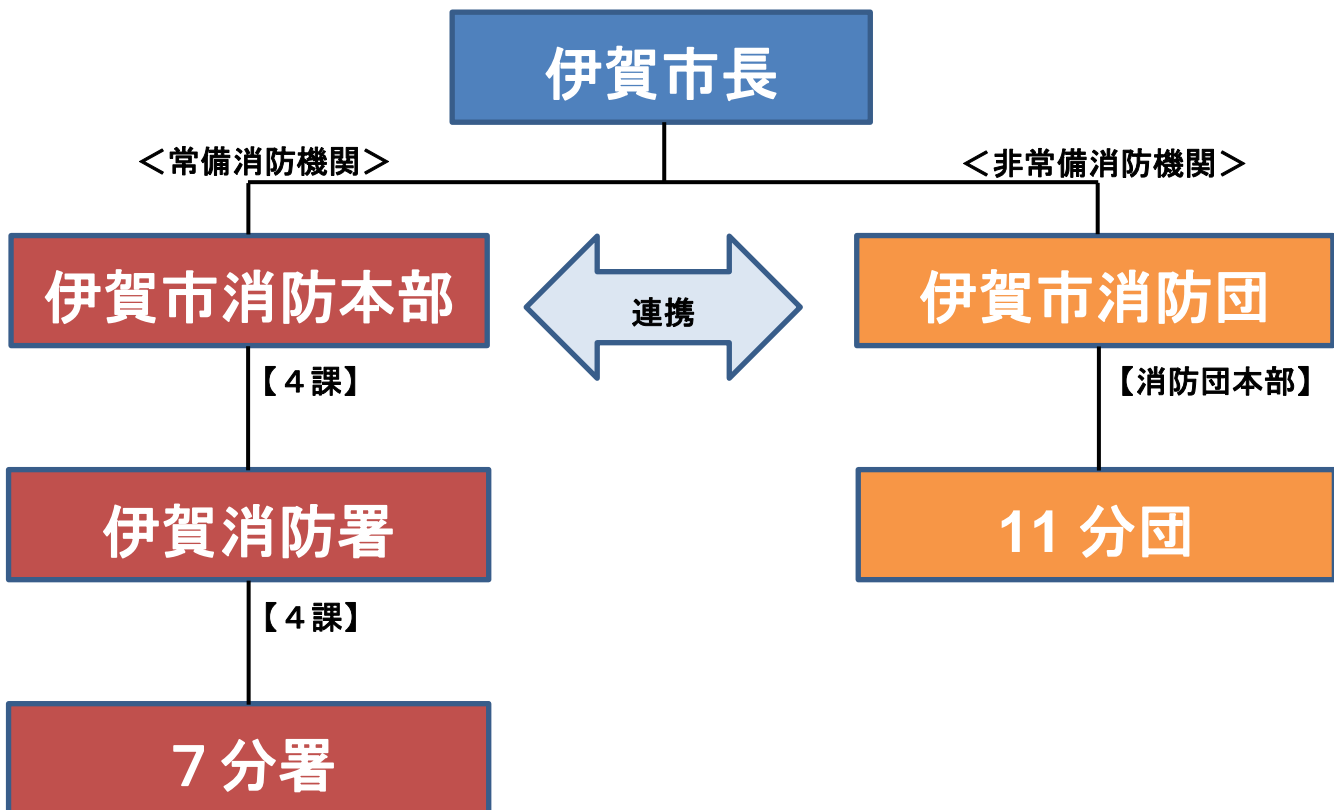 伊賀市長
＜常備消防機関＞
＜非常備消防機関＞
伊賀市消防本部
連携
伊賀市消防団
【４課】
【消防団本部】
伊賀消防署
11 分団
【４課】
７分署